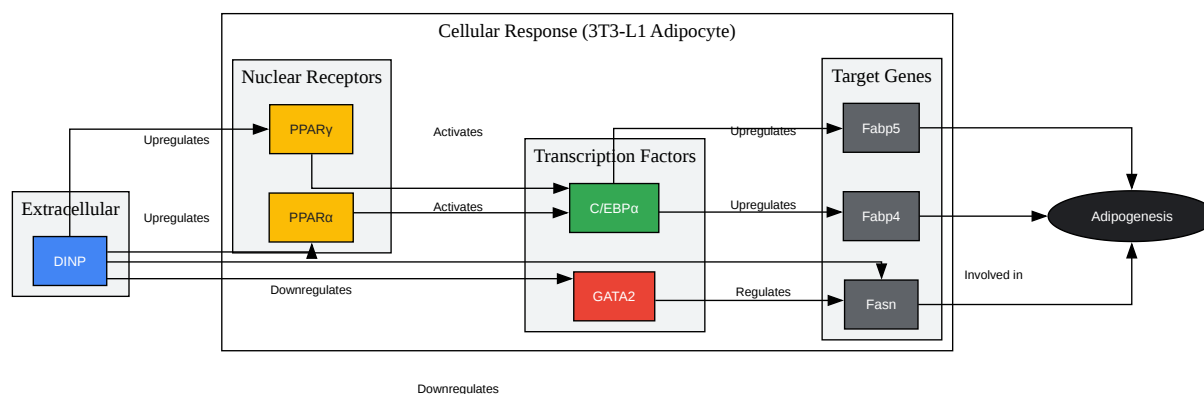 Cellular Response (3T3-L1 Adipocyte)
Nuclear Receptors
Target Genes
PPARγ
Fabp5
Upregulates
Activates
Upregulates
Transcription Factors
Extracellular
PPARα
C/EBPα
Fabp4
Adipogenesis
Upregulates
Activates
Upregulates
DINP
Downregulates
GATA2
Regulates
Fasn
Involved in
Downregulates